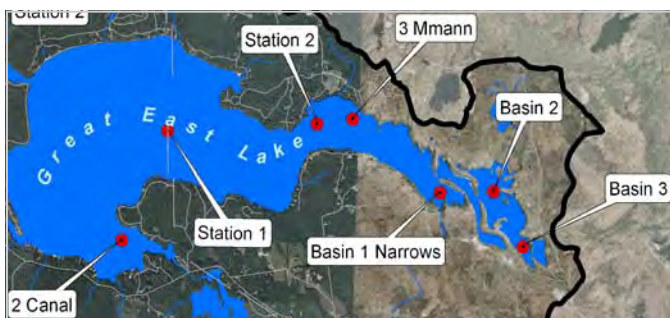 Station 2
Station 2
3 Mmann
Great East Lake
Basin 2
Station 1
Basin 3
Basin 1 Narrows
2 Canal